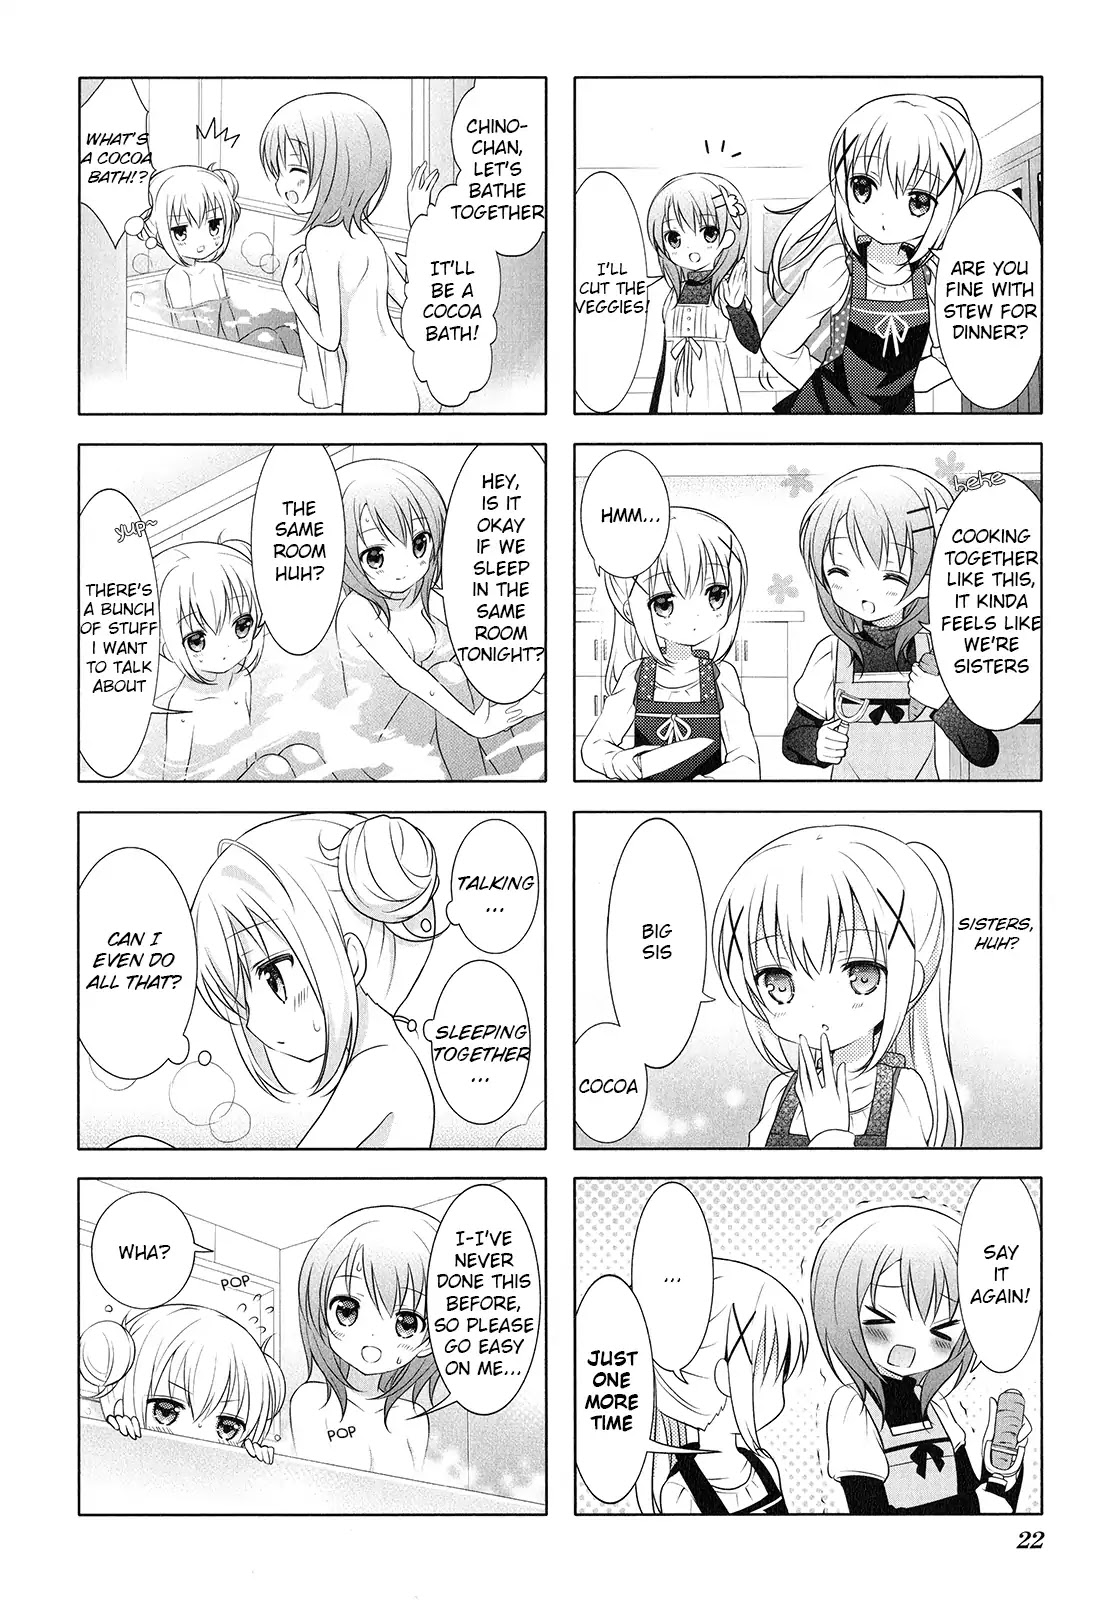 ARE YOU
FINE WITH
STEW FOR
DINNER?
I'LL
CUT THE
VEGGIES!
hehe
COOKING
TOGETHER
LIKE THIS,
IT KINDA
FEELS LIKE
WE'RE
SISTERS
HMM...
SISTERS,
HUH?
BIG
SIS
COCOA
SAY
IT
AGAIN!
...
JUST
ONE
MORE
TIME
CHINO-
CHAN,
LET'S
BATHE
TOGETHER
IT'LL
BE A
COCOA
BATH!
WHAT'S
A COCOA
BATH!?
HEY,
IS IT
OKAY
IF WE
SLEEP
IN THE
SAME
ROOM
TONIGHT?
THE
SAME
ROOM
HUH?
yup~
THERE'S
A BUNCH
OF STUFF
I WANT
TO TALK
ABOUT
TALKING
...
SLEEPING
TOGETHER
...
CAN I
EVEN DO
ALL THAT?
I-I'VE
NEVER
DONE THIS
BEFORE,
SO PLEASE
GO EASY
ON ME...
POP
WHA?
POP
22